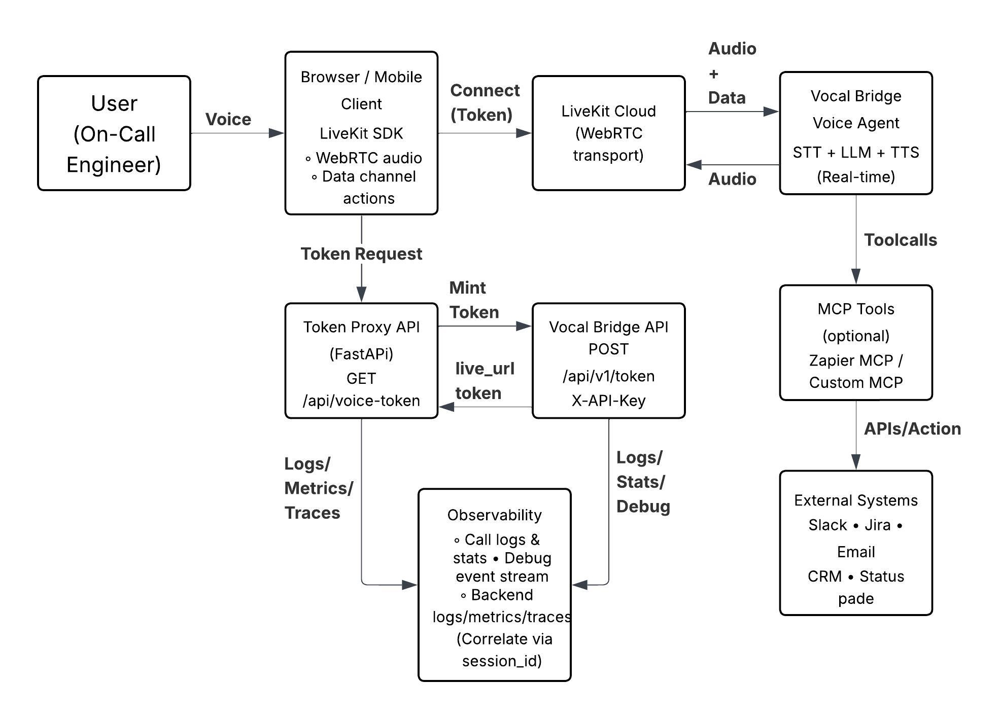 User
(On-Call
Engineer)
Voice
Browser / Mobile
Client
LiveKit SDK
∘ WebRTC audio
∘ Data channel
actions
Connect
(Token)
LiveKit Cloud
(WebRTC
transport)
Audio
+
Data
Audio
Vocal Bridge
Voice Agent
STT + LLM + TTS
(Real-time)
Token Request
Toolcalls
Token Proxy API
(FastAPi)
GET
/api/voice-token
Mint
Token
live_url
token
Vocal Bridge API
POST
/api/v1/token
X-API-Key
MCP Tools
(optional)
Zapier MCP /
Custom MCP
APIs/Action
Logs/
Metrics/
Traces
Logs/
Stats/
Debug
Observability
∘ Call logs &
stats • Debug
event stream
∘ Backend
logs/metrics/traces
(Correlate via
session_id)
External Systems
Slack • Jira •
Email
CRM • Status
pade